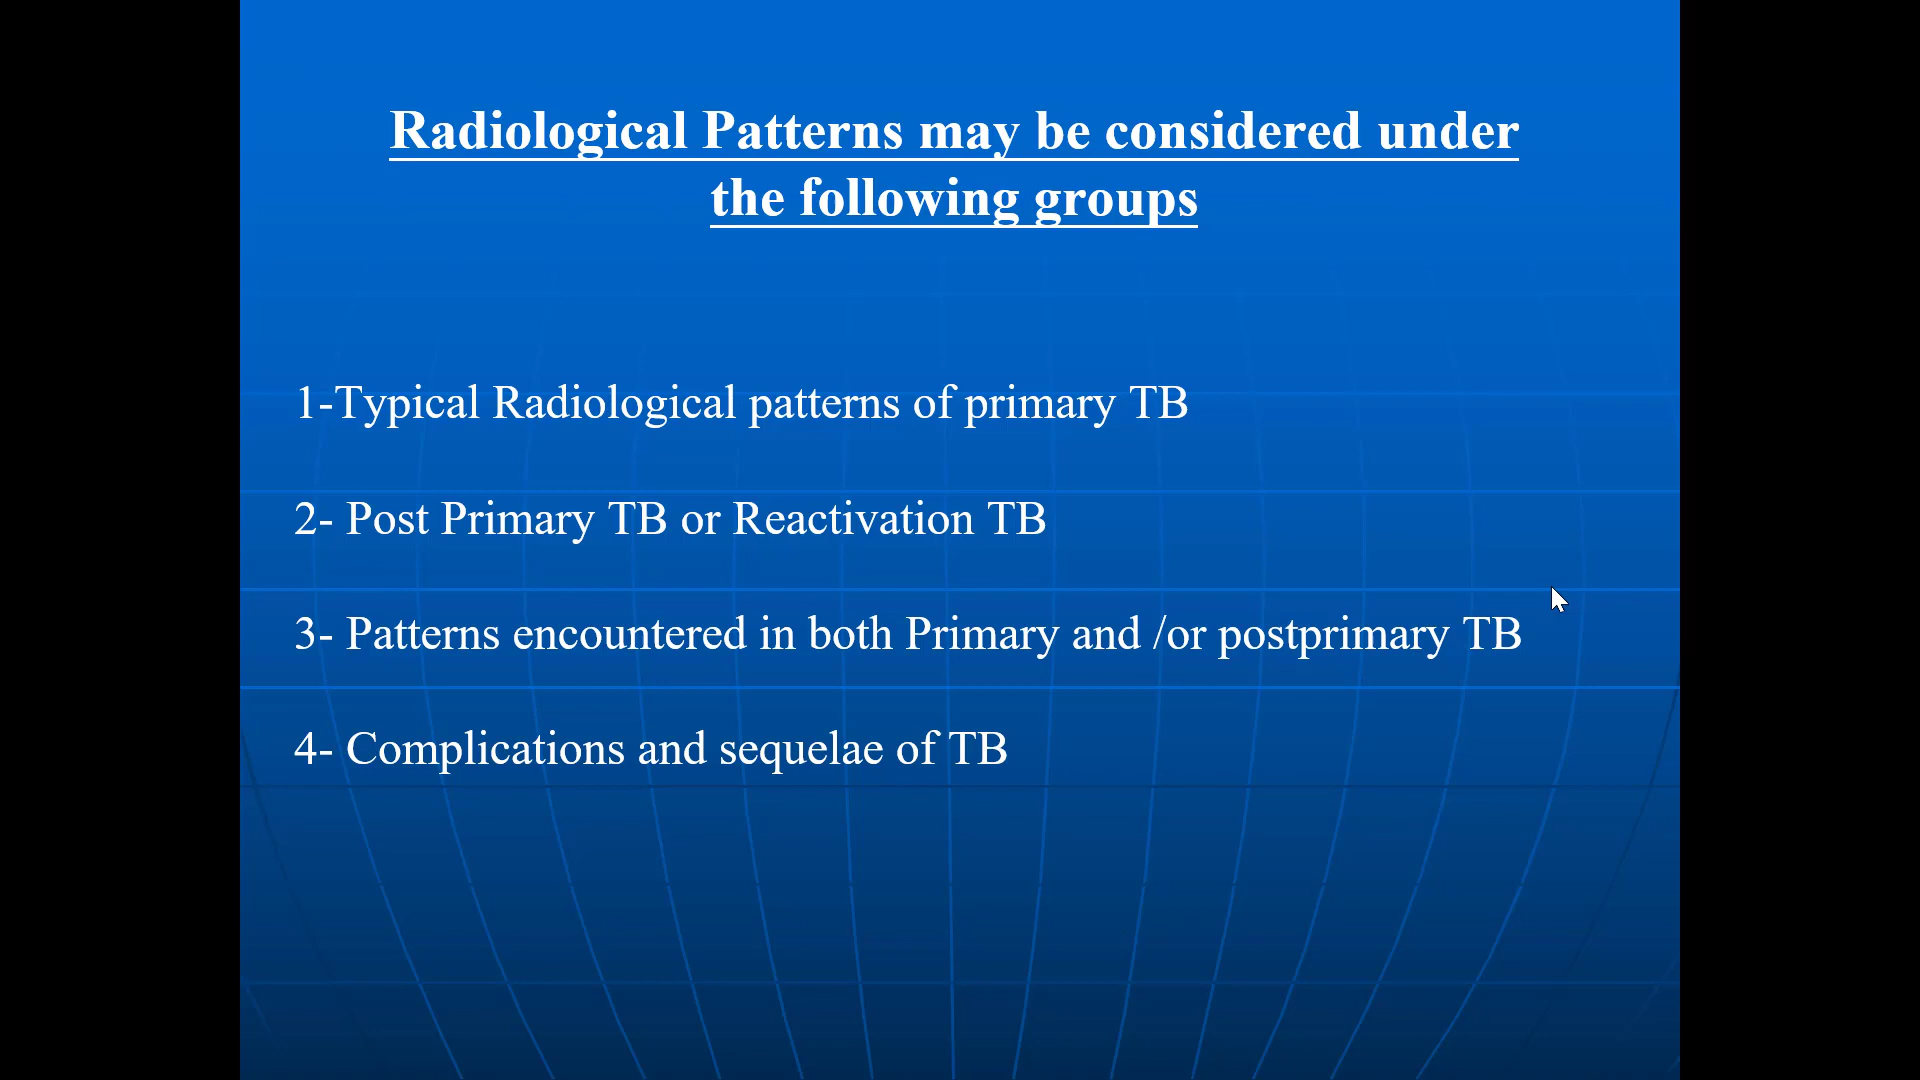 Radiological Patterns may be considered under
the following groups
1-Typical Radiological patterns of primary TB
2- Post Primary TB or Reactivation TB
3- Patterns encountered in both Primary and /or postprimary TB
4- Complications and sequelae of TB